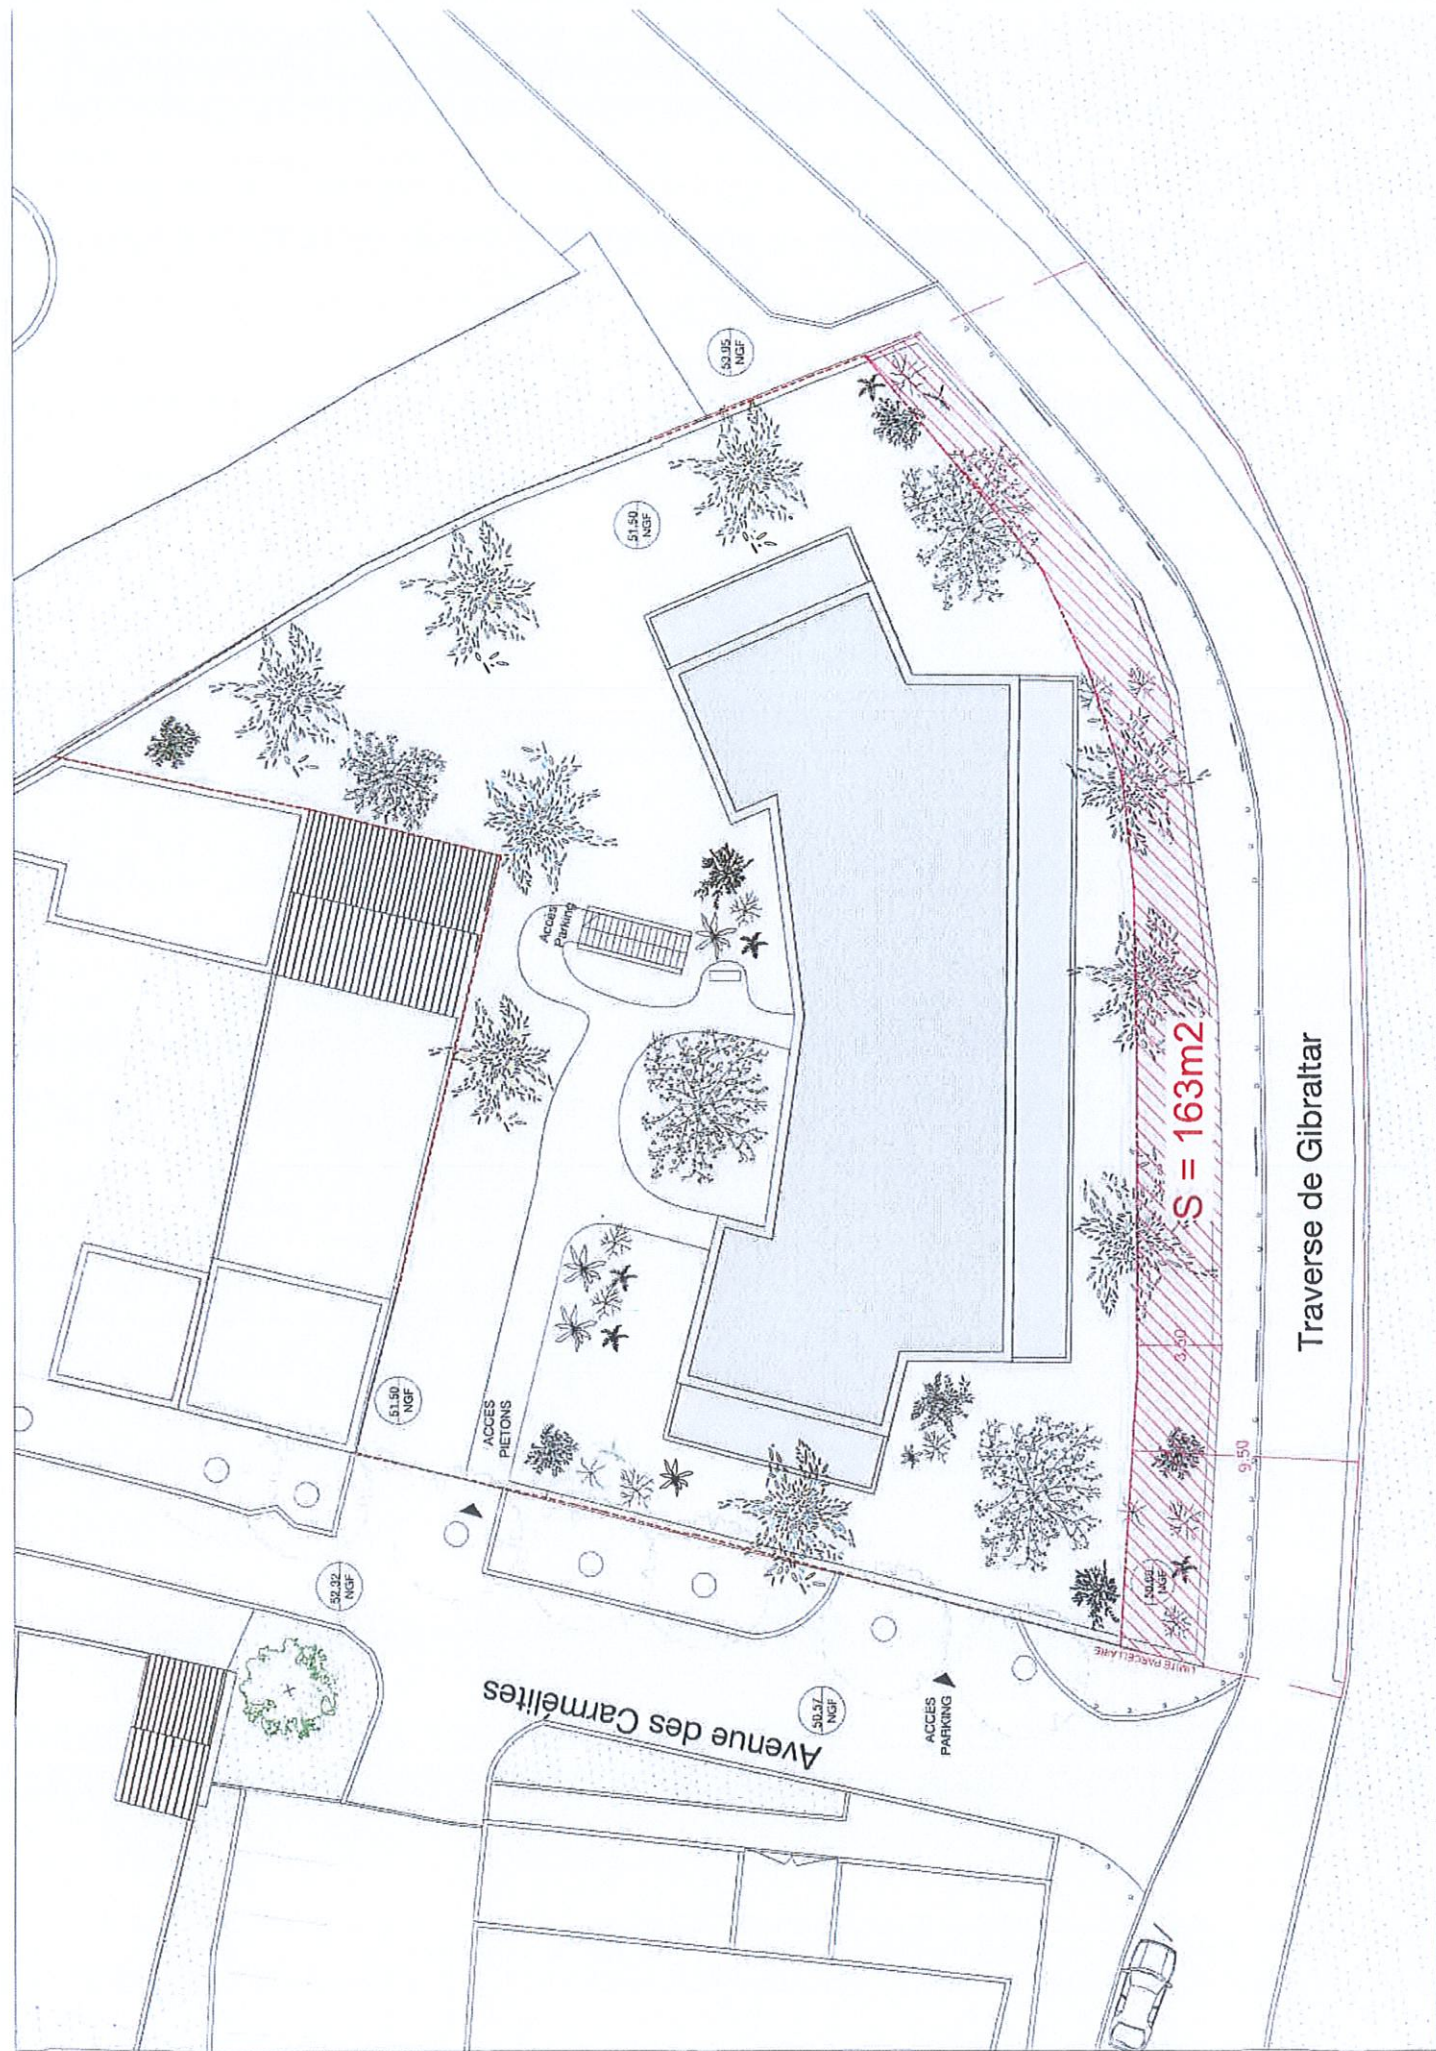 53.95
NGF
51.50
NGF
Accès
Parking
S = 163m2
Traverse de Gibraltar
3.50
9.50
51.50
NGF
ACCES
PIETONS
52.32
NGF
NGF
LIMITE PARCELLAIRE
Avenue des Carmélites
50.57
NGF
ACCES
PARKING